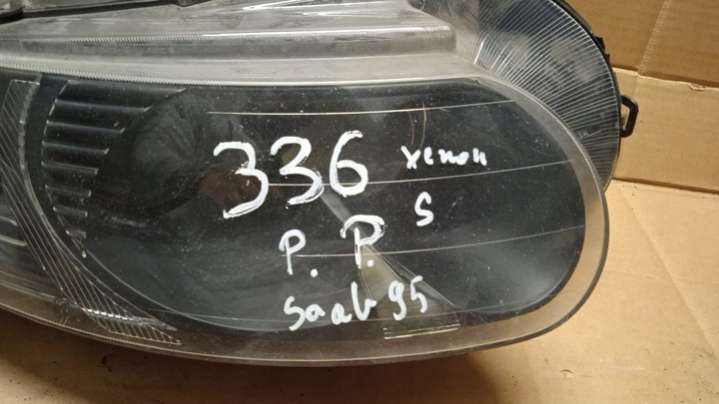 336 xenon
S
P. P.
Saab 95